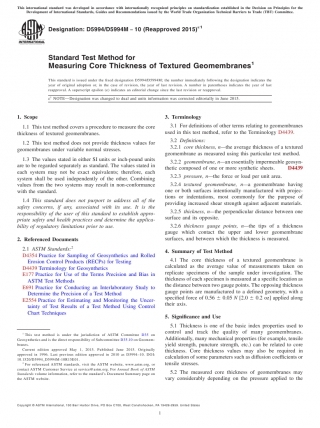 This international standard was developed in accordance with internationally recognized principles on standardization established in the Decision on Principles for the
Development of International Standards, Guides and Recommendations issued by the World Trade Organization Technical Barriers to Trade (TBT) Committee.
Designation: D5994/D5994M − 10 (Reapproved 2015)ε1
INTERNATIONAL
Standard Test Method for
Measuring Core Thickness of Textured Geomembranes1
This standard is issued under the fixed designation D5994/D5994M; the number immediately following the designation indicates the
year of original adoption or, in the case of revision, the year of last revision. A number in parentheses indicates the year of last
reapproval. A superscript epsilon (ε) indicates an editorial change since the last revision or reapproval.
ε1 NOTE—Designation was changed to dual and units information was corrected editorially in June 2015.
1. Scope
1.1 This test method covers a procedure to measure the core
thickness of textured geomembranes.
1.2 This test method does not provide thickness values for
geomembranes under variable normal stresses.
1.3 The values stated in either SI units or inch-pound units
are to be regarded separately as standard. The values stated in
each system may not be exact equivalents; therefore, each
system shall be used independently of the other. Combining
values from the two systems may result in non-conformance
with the standard.
1.4 This standard does not purport to address all of the
safety concerns, if any, associated with its use. It is the
responsibility of the user of this standard to establish appro-
priate safety and health practices and determine the applica-
bility of regulatory limitations prior to use.
2. Referenced Documents
2.1 ASTM Standards:2
D4354 Practice for Sampling of Geosynthetics and Rolled
Erosion Control Products (RECPs) for Testing
D4439 Terminology for Geosynthetics
E177 Practice for Use of the Terms Precision and Bias in
ASTM Test Methods
E691 Practice for Conducting an Interlaboratory Study to
Determine the Precision of a Test Method
E2554 Practice for Estimating and Monitoring the Uncer-
tainty of Test Results of a Test Method Using Control
Chart Techniques
1 This test method is under the jurisdiction of ASTM Committee D35 on
Geosynthetics and is the direct responsibility of Subcommittee D35.10 on Geomem-
branes.
Current edition approved May 1, 2015. Published June 2015. Originally
approved in 1996. Last previous edition approved in 2010 as
2 For referenced ASTM standards, visit the ASTM website, www.astm.org, or
contact ASTM Customer Service at service@astm.org. For Annual Book of ASTM
Standards volume information, refer to the standard's Document Summary page on
the ASTM website.
3. Terminology
3.1 For definitions of other terms relating to geomembranes
used in this test method, refer to the Terminology D4439.
3.2 Definitions:
3.2.1 core thickness, n—the average thickness of a textured
geomembrane as measured using this particular test method.
3.2.2 geomembrane, n—an essentially impermeable geosyn-
thetic composed of one or more synthetic sheets. D4439
3.2.3 pressure, n—the force or load per unit area.
3.2.4 textured geomembrane, n—a geomembrane having
one or both surfaces intentionally manufactured with projec-
tions or indentations, most commonly for the purpose of
providing increased shear strength against adjacent materials.
3.2.5 thickness, n—the perpendicular distance between one
surface and its opposite.
3.2.6 thickness gauge points, n—the tips of a thickness
gauge which contact the upper and lower geomembrane
surfaces, and between which the thickness is measured.
4. Summary of Test Method
4.1 The core thickness of a textured geomembrane is
calculated as the average value of measurements taken on
replicate specimens of the sample under investigation. The
thickness of each specimen is measured at a specific location as
the distance between two gauge points. The opposing thickness
gauge points are manufactured to a defined geometry, with a
specified force of 0.56 ± 0.05 N [2.0 ± 0.2 oz] applied along
their axis.
5. Significance and Use
5.1 Thickness is one of the basic index properties used to
control and track the quality of many geomembranes.
Additionally, many mechanical properties (for example, tensile
yield strength, puncture strength, etc.) can be related to core
thickness. Core thickness values may also be required in
calculation of some parameters such as diffusion coefficients or
tensile stresses.
5.2 The measured core thickness of geomembranes may
vary considerably depending on the pressure applied to the
Copyright © ASTM International, 100 Barr Harbor Drive, PO Box C700, West Conshohocken, PA 19428-2959. United States
1